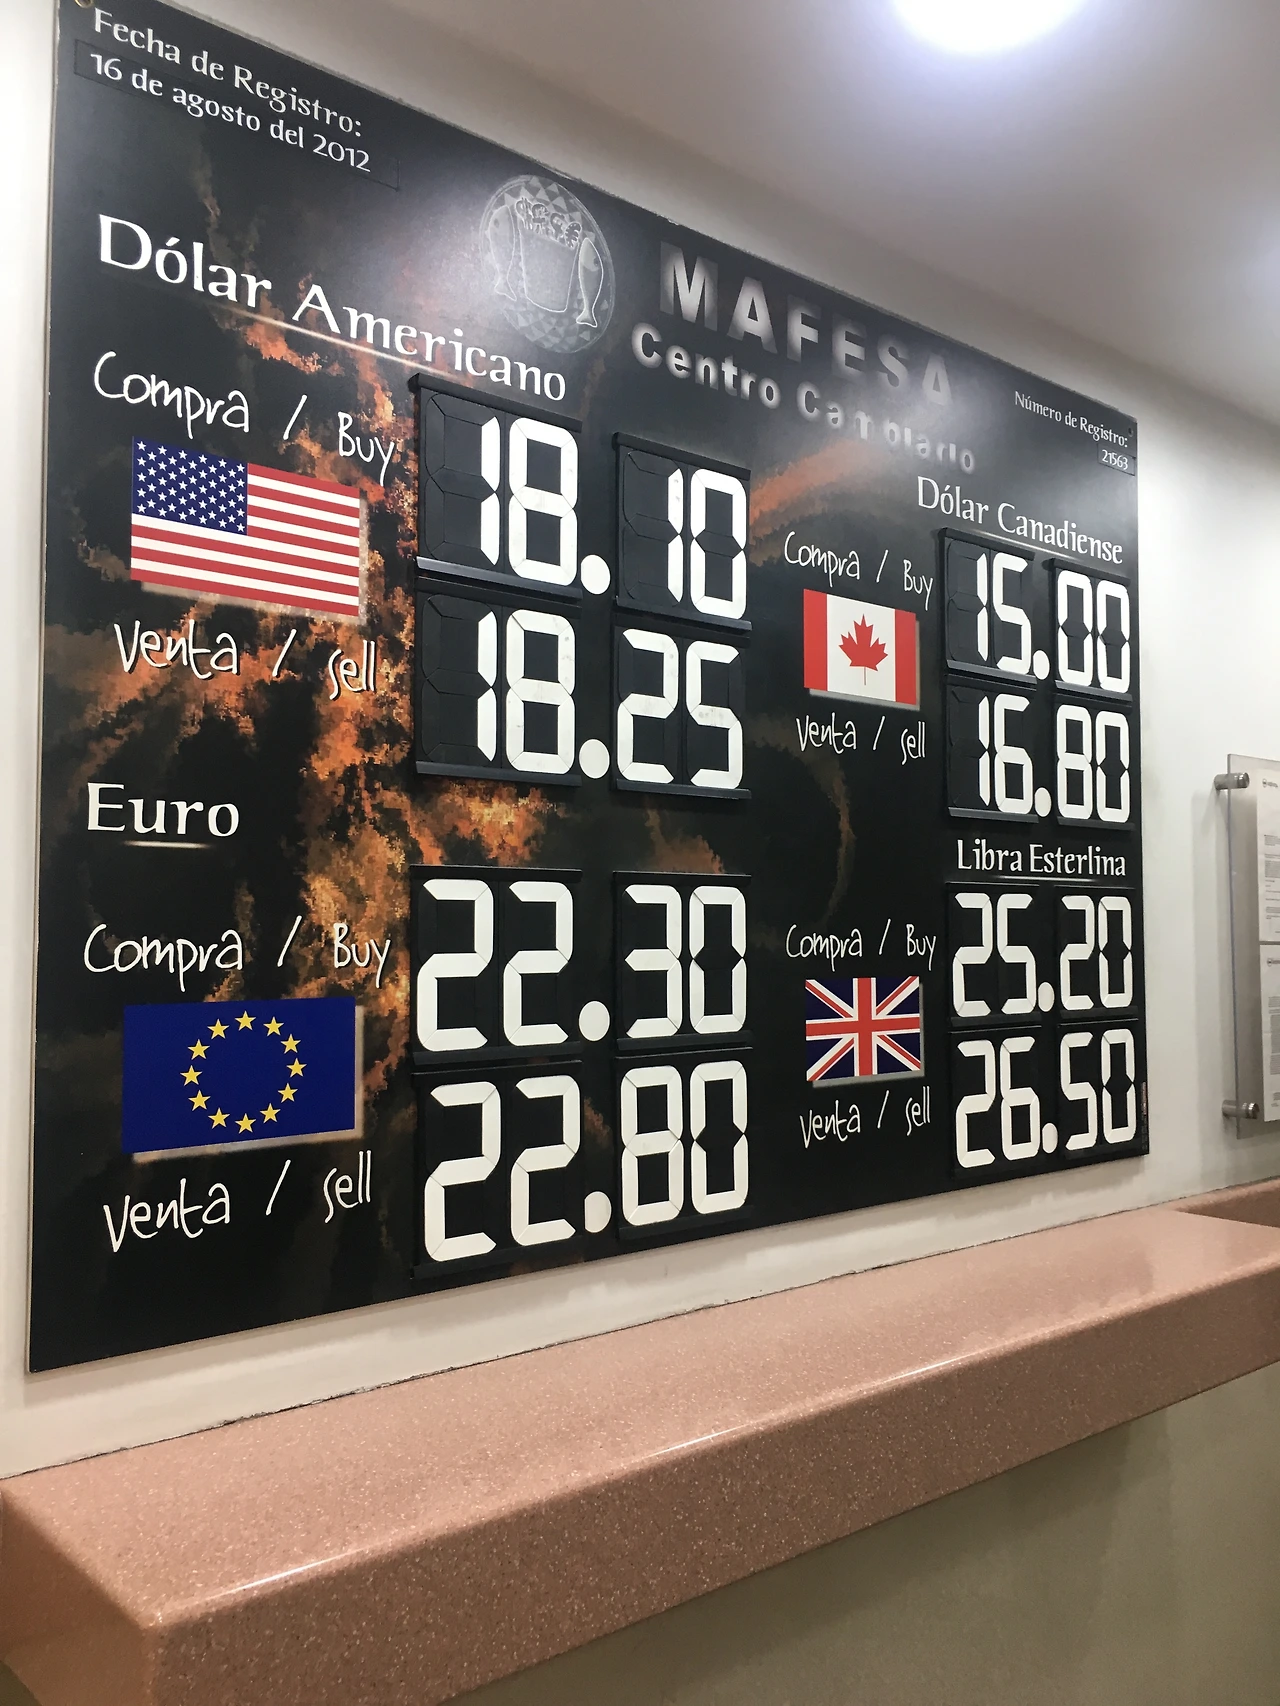 Fecha de Registro:
16 de agosto del 2012
MAFESA
Centro Cambiario
Número de Registro:
21563
Dólar Americano
Compra / Buy
18.10
Venta / Sell
18.25
Euro
Compra / Buy
22.30
Venta / Sell
22.80
Dólar Canadiense
Compra / Buy
15.00
Venta / Sell
16.80
Libra Esterlina
Compra / Buy
25.20
Venta / Sell
26.50